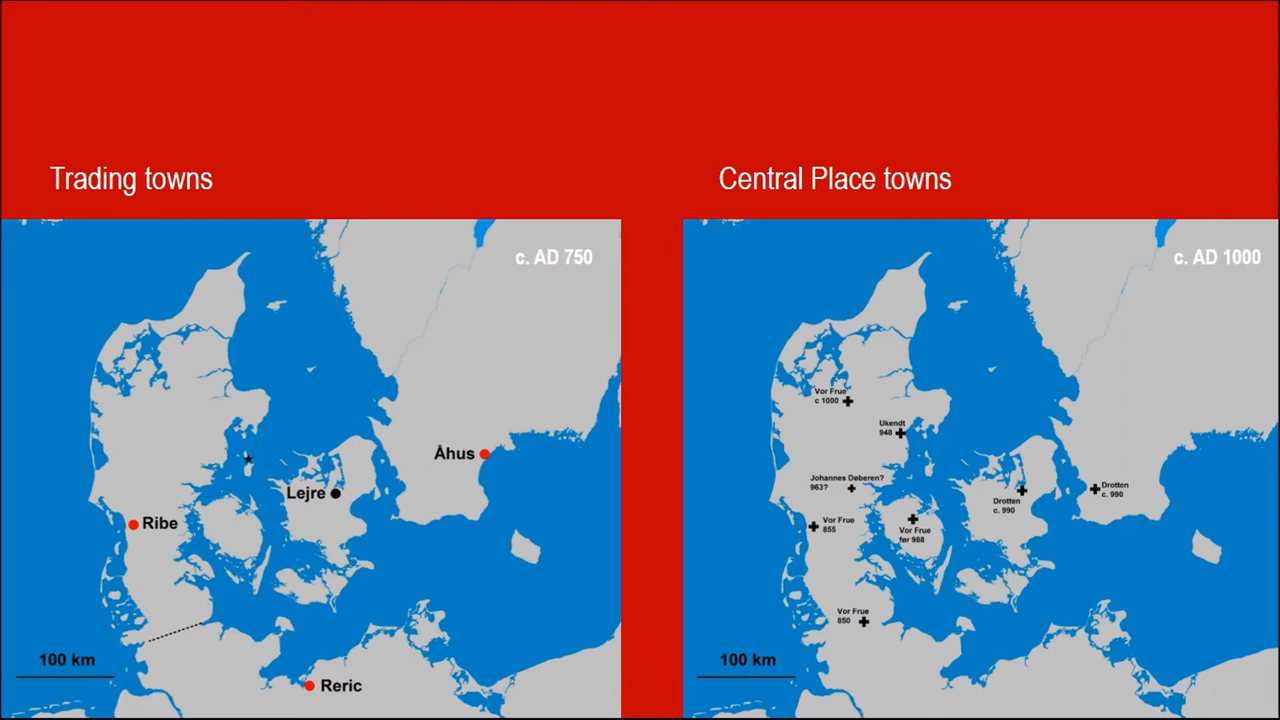 Trading towns
Central Place towns
c. AD 750
Åhus
Lejre
Ribe
100 km
Reric
c. AD 1000
Vor Frue
c 1000
Ukendt
948
Johannes Døberen?
963?
Drotten
c. 990
Drotten
c. 990
Vor Frue
855
Vor Frue
før 988
Vor Frue
850
100 km